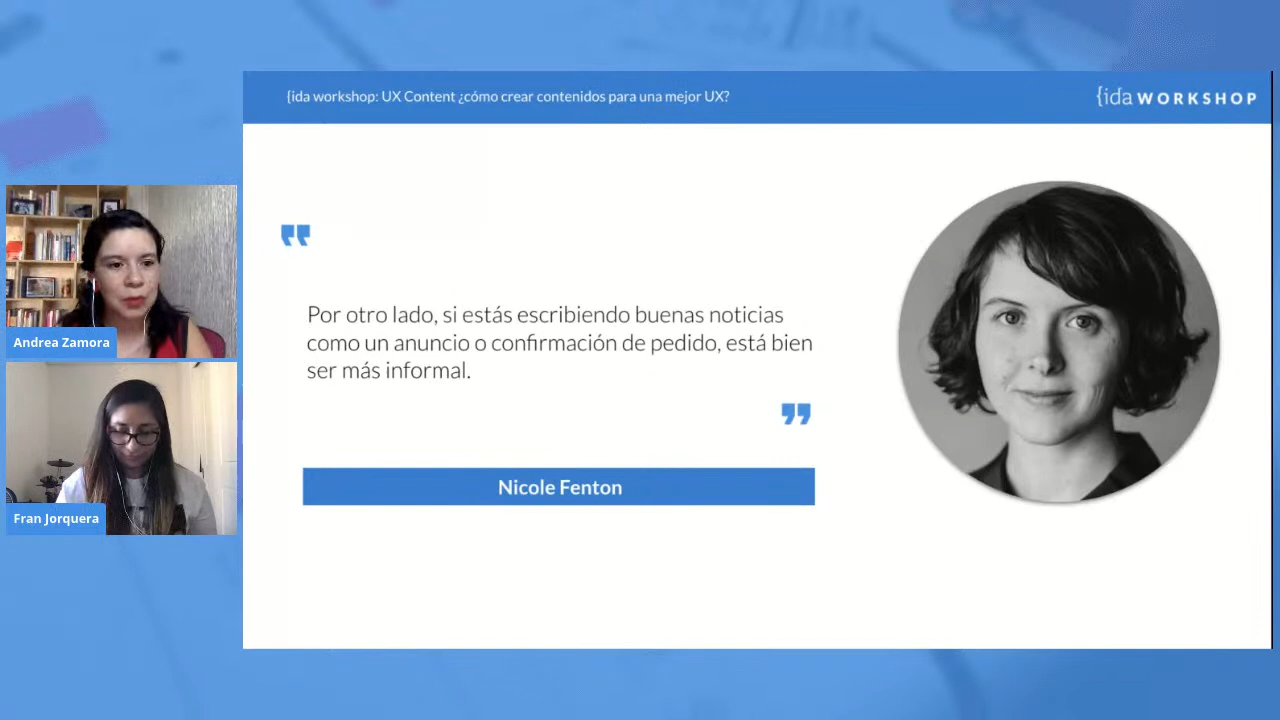 {ida workshop: UX Content ¿cómo crear contenidos para una mejor UX?
{ida WORKSHOP
Por otro lado, si estás escribiendo buenas noticias
como un anuncio o confirmación de pedido, está bien
ser más informal.
Nicole Fenton
Andrea Zamora
Fran Jorquera